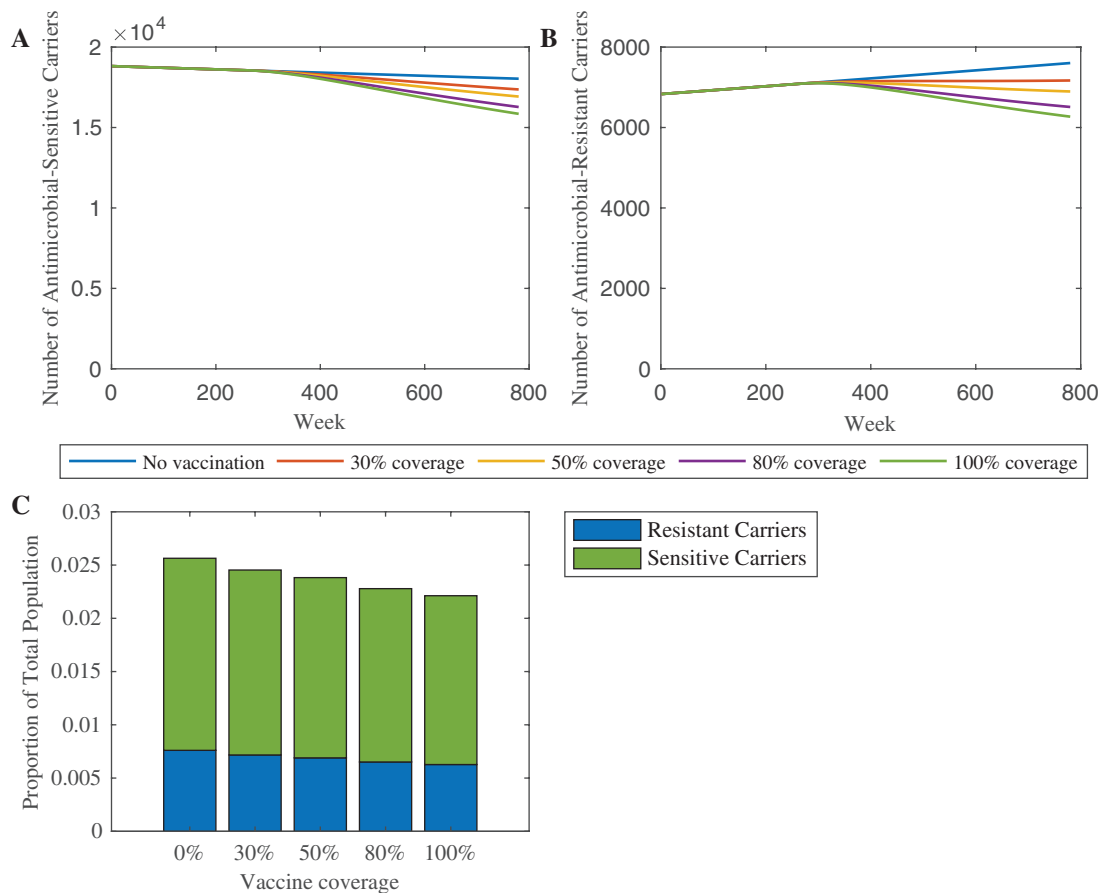 A
×10⁴
Number of Antimicrobial-Sensitive Carriers
2
1.5
1
0.5
0
0 200 400 600 800
Week
B
Number of Antimicrobial-Resistant Carriers
8000
6000
4000
2000
0
0 200 400 600 800
Week
No vaccination 30% coverage 50% coverage 80% coverage 100% coverage
C
Proportion of Total Population
0.03
0.025
0.02
0.015
0.01
0.005
0
0% 30% 50% 80% 100%
Vaccine coverage
Resistant Carriers
Sensitive Carriers